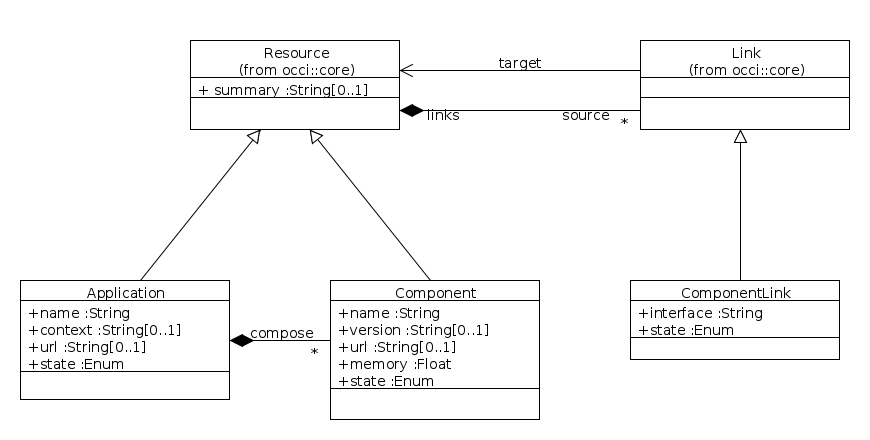 Resource
(from occi::core)
+ summary :String[0..1]
target
links
source
*
Link
(from occi::core)
Application
+name :String
+context :String[0..1]
+url :String[0..1]
+state :Enum
compose
*
Component
+name :String
+version :String[0..1]
+url :String[0..1]
+memory :Float
+state :Enum
ComponentLink
+interface :String
+state :Enum